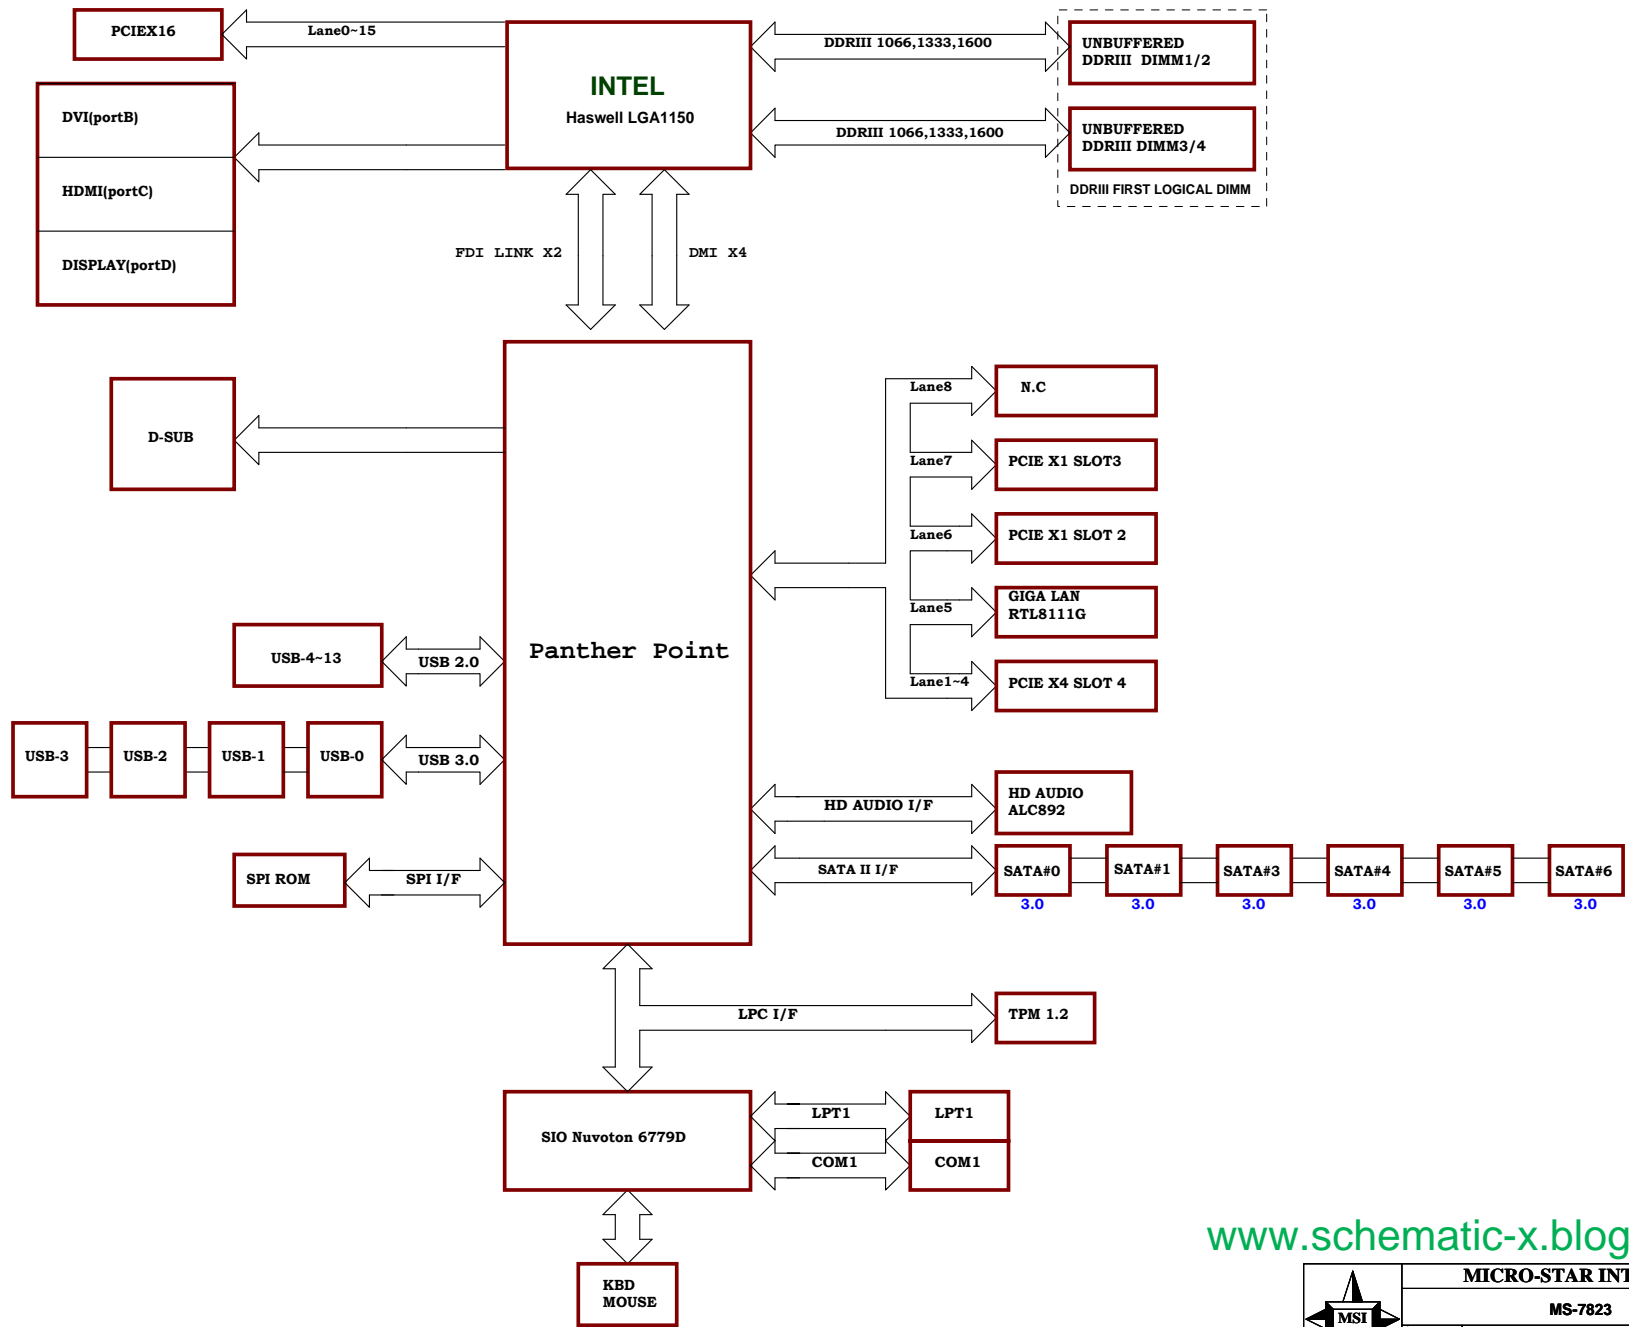 PCIEX16
Lane0~15
INTEL
Haswell LGA1150
DDRIII 1066,1333,1600
UNBUFFERED
DDRIII DIMM1/2
DDRIII 1066,1333,1600
UNBUFFERED
DDRIII DIMM3/4
DDRIII FIRST LOGICAL DIMM
DVI(portB)
HDMI(portC)
DISPLAY(portD)
FDI LINK X2
DMI X4
D-SUB
Panther Point
Lane8
N.C
Lane7
PCIE X1 SLOT3
Lane6
PCIE X1 SLOT 2
Lane5
GIGA LAN
RTL8111G
Lane1~4
PCIE X4 SLOT 4
USB-4~13
USB 2.0
USB-3
USB-2
USB-1
USB-0
USB 3.0
HD AUDIO I/F
HD AUDIO
ALC892
SPI ROM
SPI I/F
SATA II I/F
SATA#0
SATA#1
SATA#3
SATA#4
SATA#5
SATA#6
3.0
3.0
3.0
3.0
3.0
3.0
LPC I/F
TPM 1.2
SIO Nuvoton 6779D
LPT1
LPT1
COM1
COM1
KBD
MOUSE
www.schematic-x.blog
MICRO-STAR INT
MSI
MS-7823